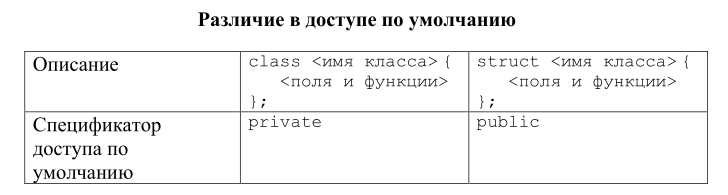 Различие в доступе по умолчанию
Описание
class <имя класса>{
<поля и функции>
};
struct <имя класса>{
<поля и функции>
};
Спецификатор
доступа по
умолчанию
private
public